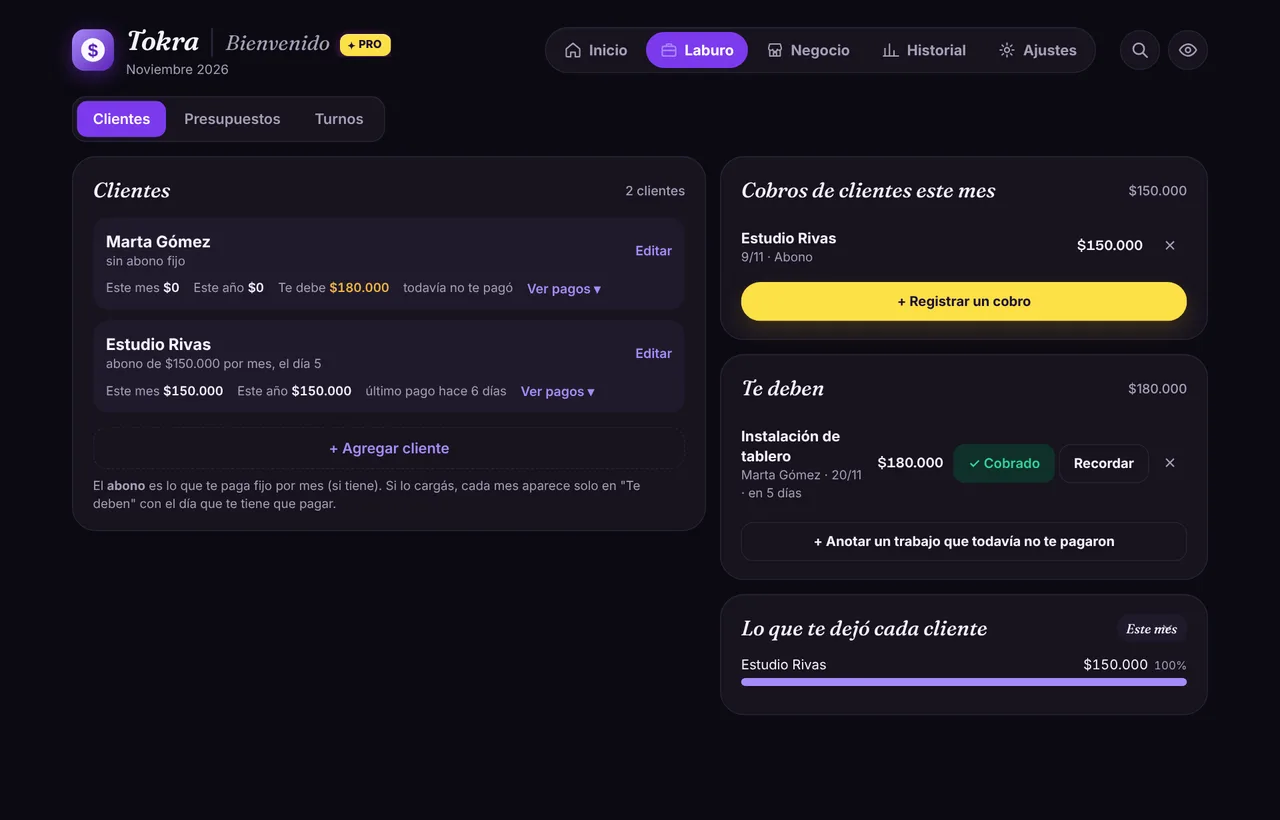 $ Tokra Bienvenido ✦ PRO
Noviembre 2026
Inicio Laburo Negocio Historial Ajustes
Clientes Presupuestos Turnos
Clientes 2 clientes
Marta Gómez
sin abono fijo
Editar
Este mes $0 Este año $0 Te debe $180.000 todavía no te pagó Ver pagos ▾
Estudio Rivas
abono de $150.000 por mes, el día 5
Editar
Este mes $150.000 Este año $150.000 último pago hace 6 días Ver pagos ▾
+ Agregar cliente
El abono es lo que te paga fijo por mes (si tiene). Si lo cargás, cada mes aparece solo en "Te
deben" con el día que te tiene que pagar.
Cobros de clientes este mes $150.000
Estudio Rivas
9/11 · Abono
$150.000 ×
+ Registrar un cobro
Te deben $180.000
Instalación de
tablero
Marta Gómez · 20/11
· en 5 días
$180.000 ✓ Cobrado Recordar ×
+ Anotar un trabajo que todavía no te pagaron
Lo que te dejó cada cliente Este mes
Estudio Rivas $150.000 100%